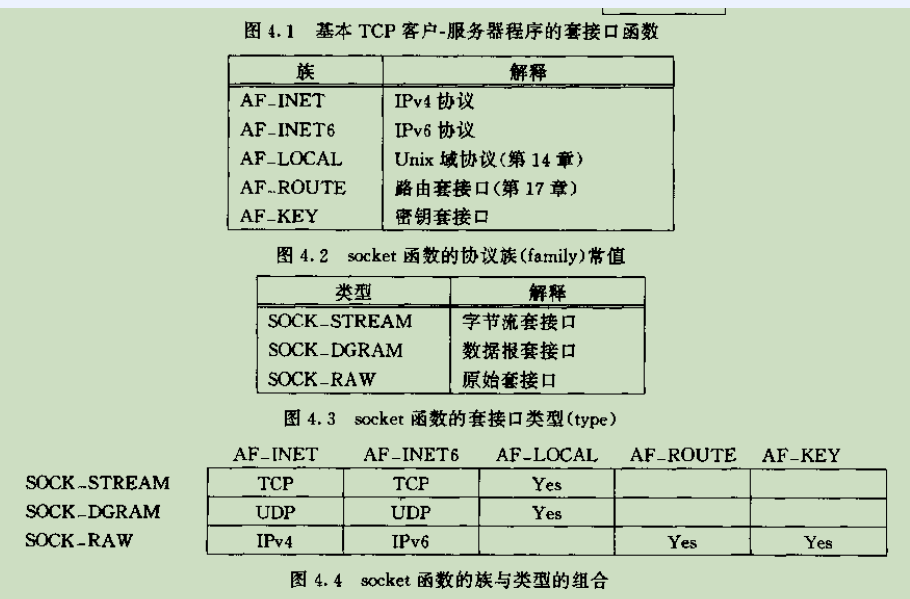 图 4.1 基本 TCP 客户-服务器程序的套接口函数
族 解释
AF_INET IPv4 协议
AF_INET6 IPv6 协议
AF_LOCAL Unix 域协议(第 14 章)
AF_ROUTE 路由套接口(第 17 章)
AF_KEY 密钥套接口
图 4.2 socket 函数的协议族(family)常值
类型 解释
SOCK_STREAM 字节流套接口
SOCK_DGRAM 数据报套接口
SOCK_RAW 原始套接口
图 4.3 socket 函数的套接口类型(type)
AF_INET AF_INET6 AF_LOCAL AF_ROUTE AF_KEY
SOCK_STREAM TCP TCP Yes
SOCK_DGRAM UDP UDP Yes
SOCK_RAW IPv4 IPv6 Yes Yes
图 4.4 socket 函数的族与类型的组合